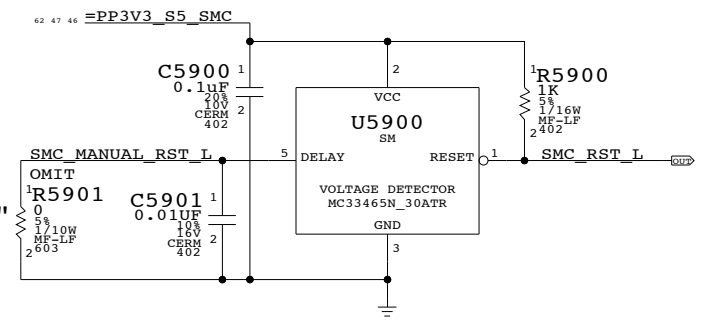 62 47 46 =PP3V3_S5_SMC
C5900
0.1uF
20%
10V
CERM
402
1
2
2
VCC
U5900
SM
5 DELAY
RESET 1
VOLTAGE DETECTOR
MC33465N_30ATR
GND
3
1
R5900
1K
5%
1/16W
MF-LF
402
2
SMC_RST_L
OUT
SMC_MANUAL_RST_L
OMIT
1
R5901
0
5%
1/10W
MF-LF
603
2
"
C5901
0.01UF
10%
16V
CERM
402
1
2